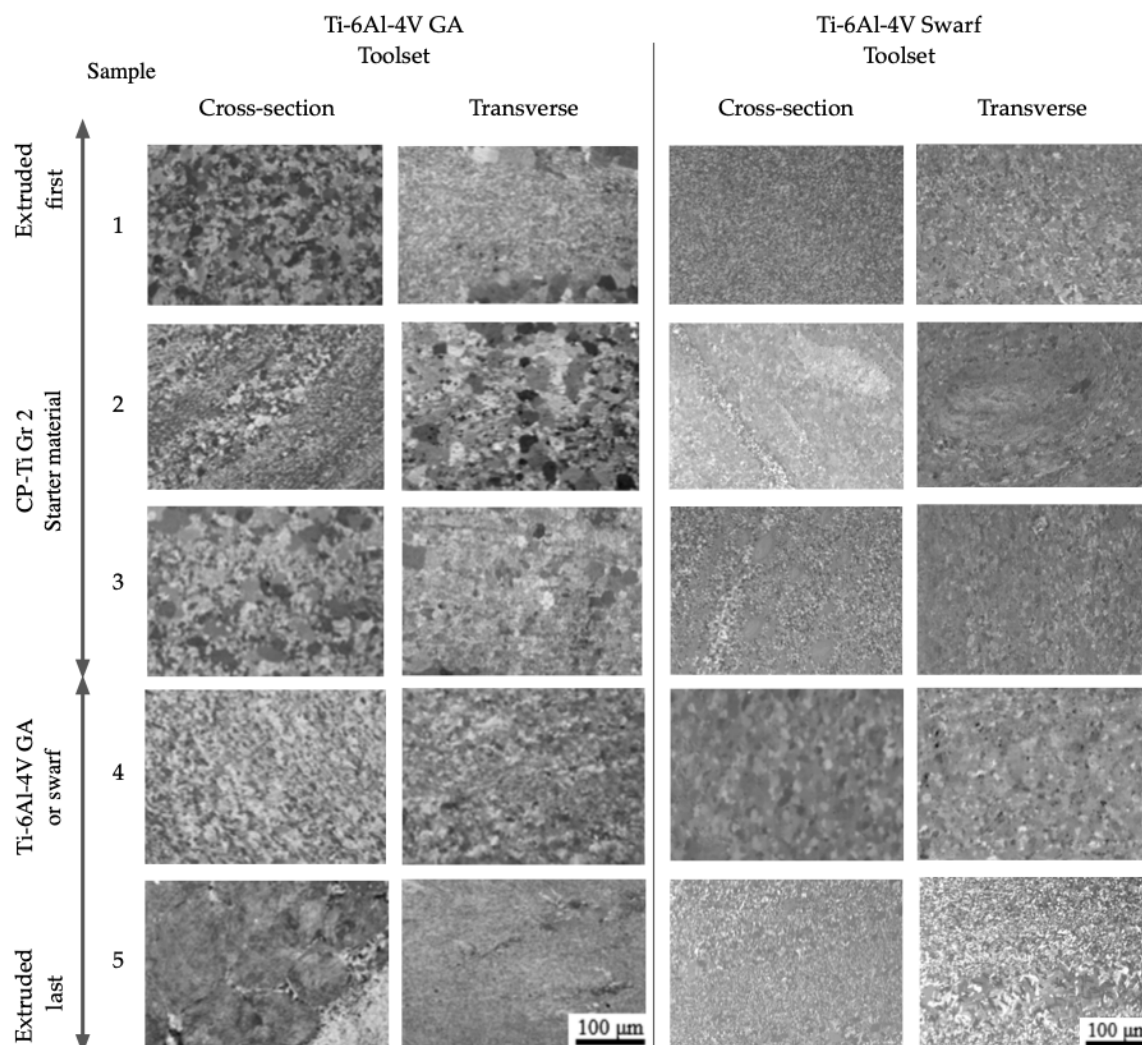 Ti-6Al-4V GA
Toolset
Ti-6Al-4V Swarf
Toolset
Sample
Cross-section
Transverse
Cross-section
Transverse
Extruded
first
CP-Ti Gr 2
Starter material
Ti-6Al-4V GA
or swarf
Extruded
last
1
2
3
4
5
100 μm
100 μm